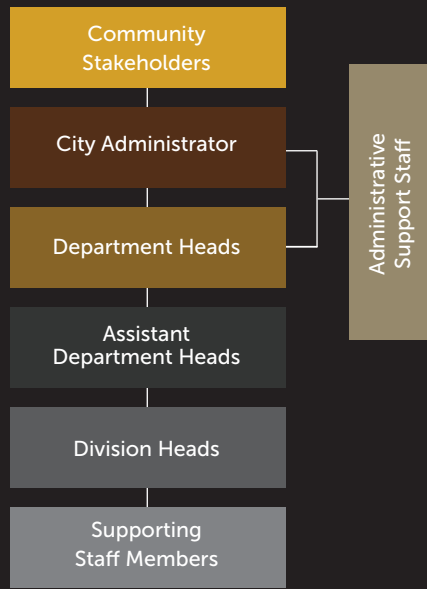 Community
Stakeholders
City Administrator
Department Heads
Assistant
Department Heads
Division Heads
Supporting
Staff Members
Administrative
Support Staff